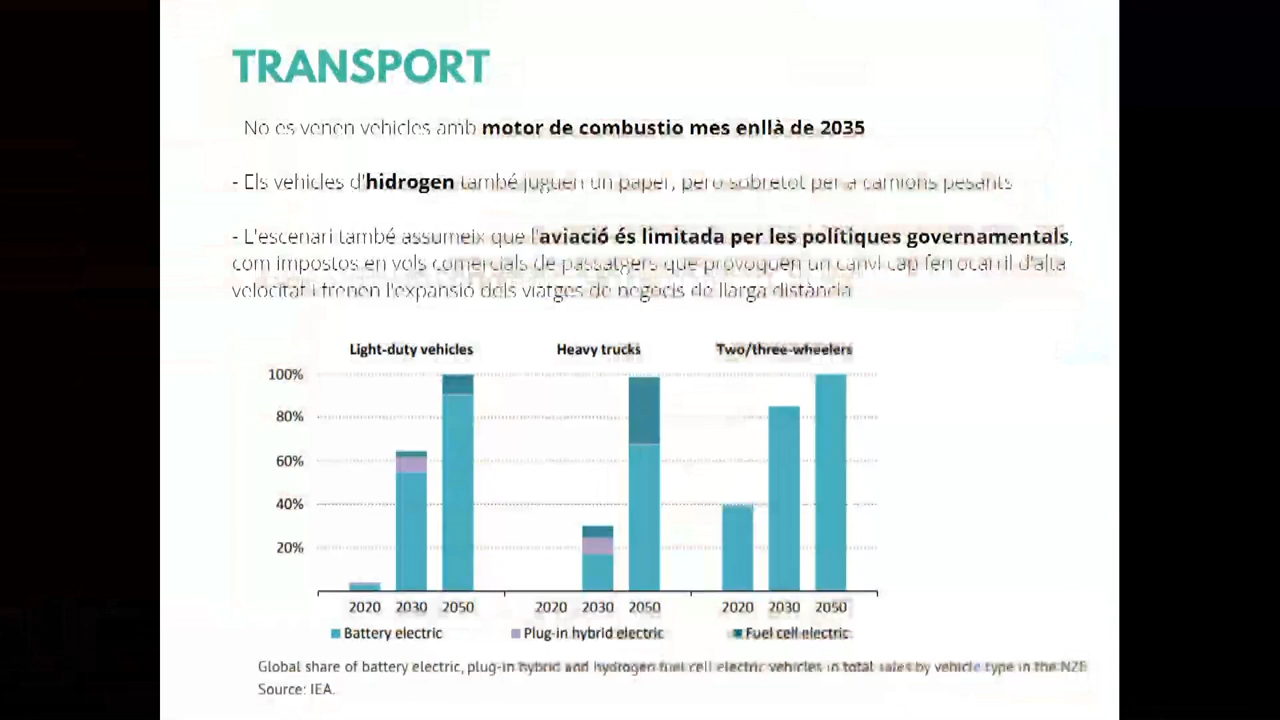 TRANSPORT
No es venen vehicles amb motor de combustio mes enllà de 2035
- Els vehicles d'hidrogen també juguen un paper, però sobretot per a camions pesants
- L'escenari també assumeix que l'aviació és limitada per les polítiques governamentals,
com impostos en vols comercials de passatgers que provoquen un canvi cap ferrocarril d'alta
velocitat i frenen l'expansió dels viatges de negocis de llarga distància
Light-duty vehicles Heavy trucks Two/three-wheelers
100%
80%
60%
40%
20%
2020 2030 2050 2020 2030 2050 2020 2030 2050
Battery electric Plug-in hybrid electric Fuel cell electric
Global share of battery electric, plug-in hybrid and hydrogen fuel cell electric vehicles in total sales by vehicle type in the NZE
Source: IEA.